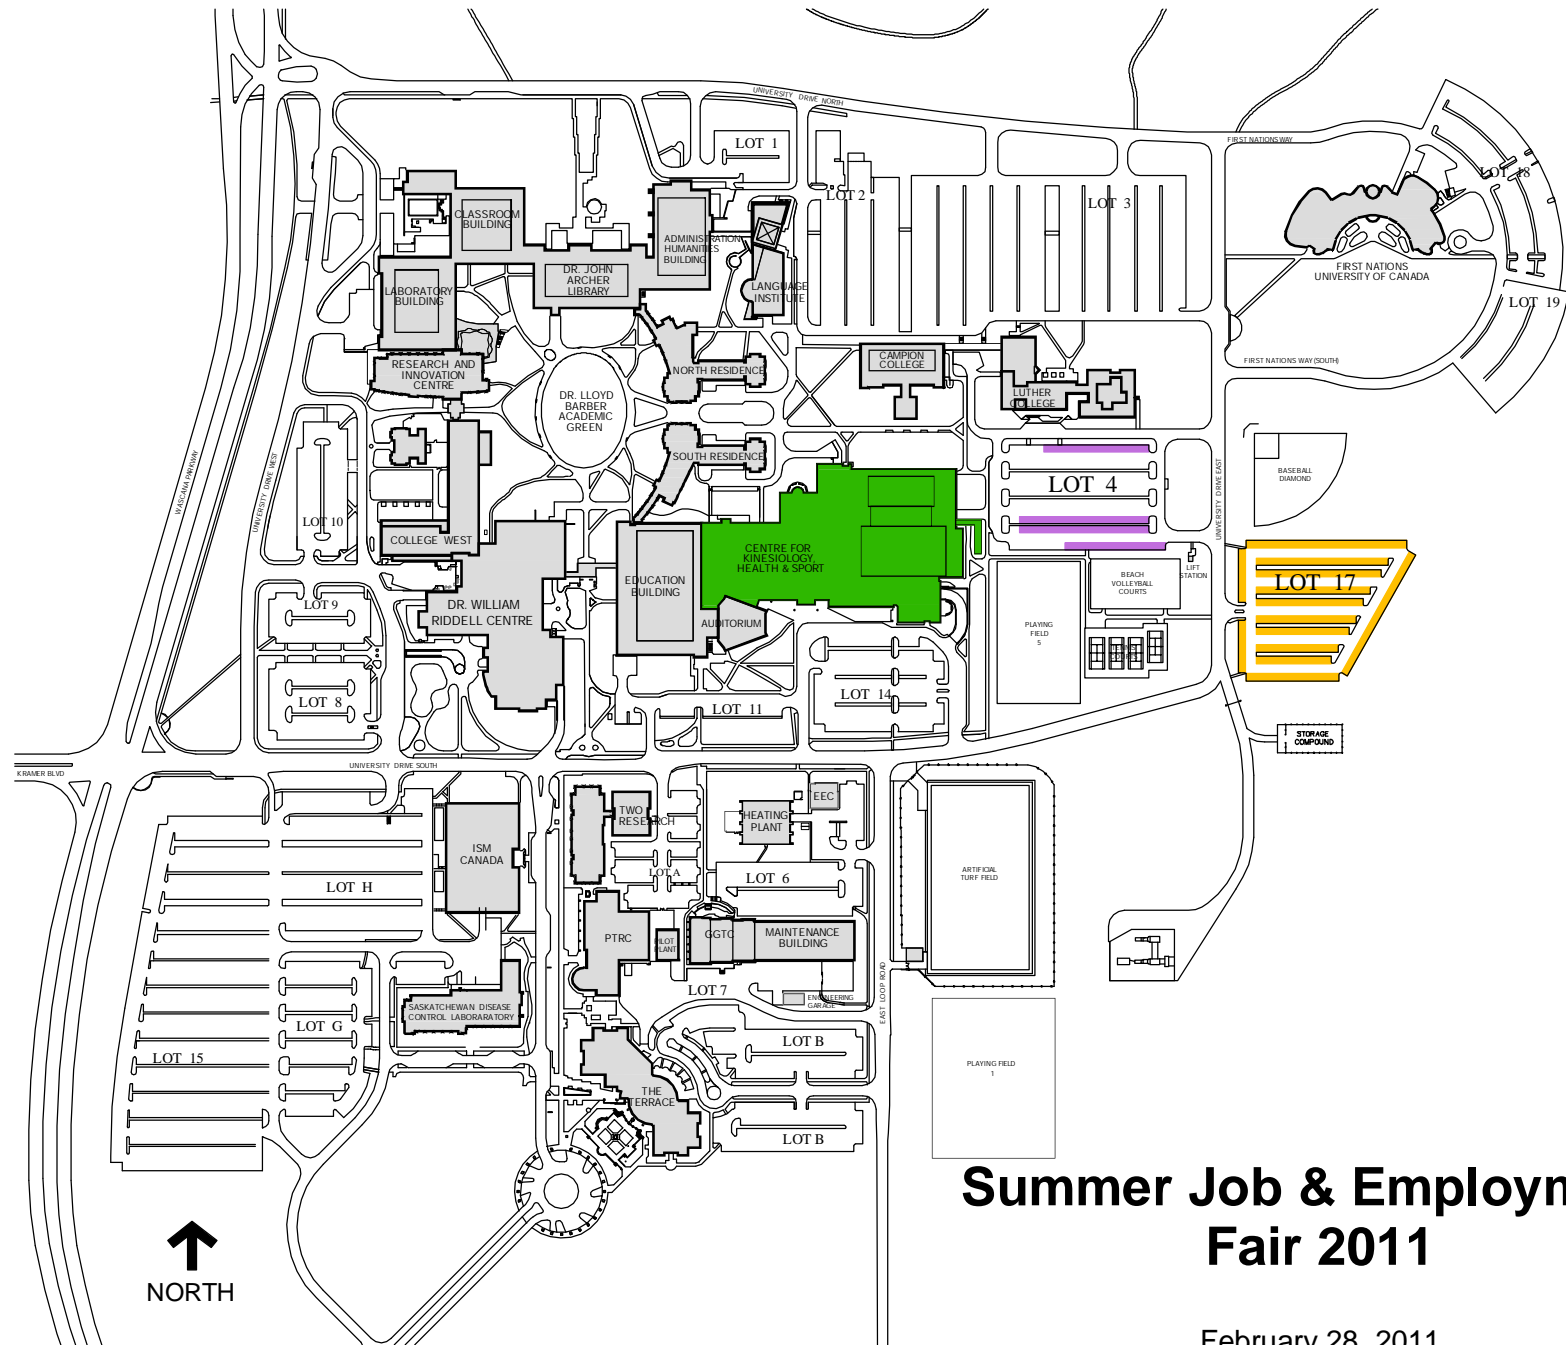 UNIVERSITY DRIVE NORTH
LOT 1
FIRST NATIONS WAY
LOT 18
LOT 2
LOT 3
CLASSROOM
BUILDING
ADMINISTRATION
HUMANITIES
BUILDING
DR. JOHN
ARCHER
LIBRARY
LABORATORY
BUILDING
LANGUAGE
INSTITUTE
FIRST NATIONS
UNIVERSITY OF CANADA
LOT 19
RESEARCH AND
INNOVATION
CENTRE
NORTH RESIDENCE
CAMPION
COLLEGE
FIRST NATIONS WAY (SOUTH)
LUTHER
COLLEGE
DR. LLOYD
BARBER
ACADEMIC
GREEN
SOUTH RESIDENCE
WASCANA PARKWAY
UNIVERSITY DRIVE WEST
UNIVERSITY DRIVE EAST
BASEBALL
DIAMOND
LOT 4
LOT 10
COLLEGE WEST
CENTRE FOR
KINESIOLOGY,
HEALTH & SPORT
LIFT
STATION
BEACH
VOLLEYBALL
COURTS
LOT 17
EDUCATION
BUILDING
LOT 9
DR. WILLIAM
RIDDELL CENTRE
AUDITORIUM
PLAYING
FIELD
5
TENNIS
COURTS
LOT 8
LOT 11
LOT 14
STORAGE
COMPOUND
KRAMER BLVD
UNIVERSITY DRIVE SOUTH
TWO
RESEARCH
EEC
HEATING
PLANT
ISM
CANADA
LOT A
LOT 6
LOT H
ARTIFICIAL
TURF FIELD
PTRC
PILOT
PLANT
GGTC
MAINTENANCE
BUILDING
LOT 7
ENGINEERING
GARAGE
EAST LOOP ROAD
SASKATCHEWAN DISEASE
CONTROL LABORARATORY
LOT G
LOT 15
LOT B
PLAYING FIELD
1
THE
TERRACE
LOT B
Summer Job & Employm
Fair 2011
NORTH
February 28, 2011